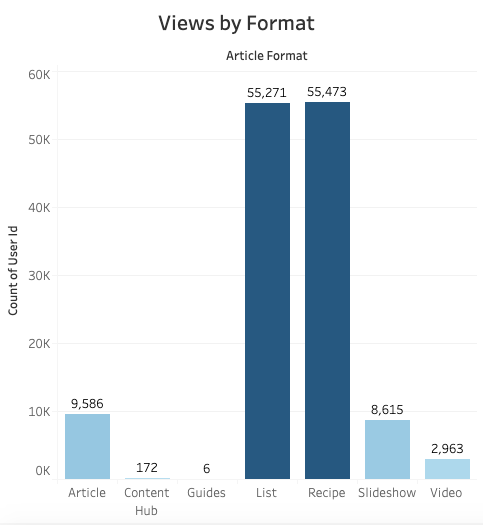 Views by Format
Article Format
Count of User Id
60K
50K
40K
30K
20K
10K
0K
9,586
172
6
55,271
55,473
8,615
2,963
Article
Content
Hub
Guides
List
Recipe
Slideshow
Video